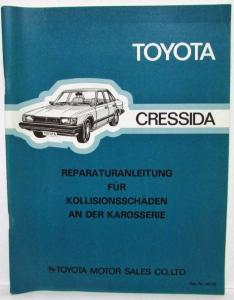 TOYOTA
CRESSIDA
REPARATURANLEITUNG
FÜR
KOLLISIONSSCHÄDEN
AN DER KAROSSERIE
TOYOTA MOTOR SALES CO.,LTD.